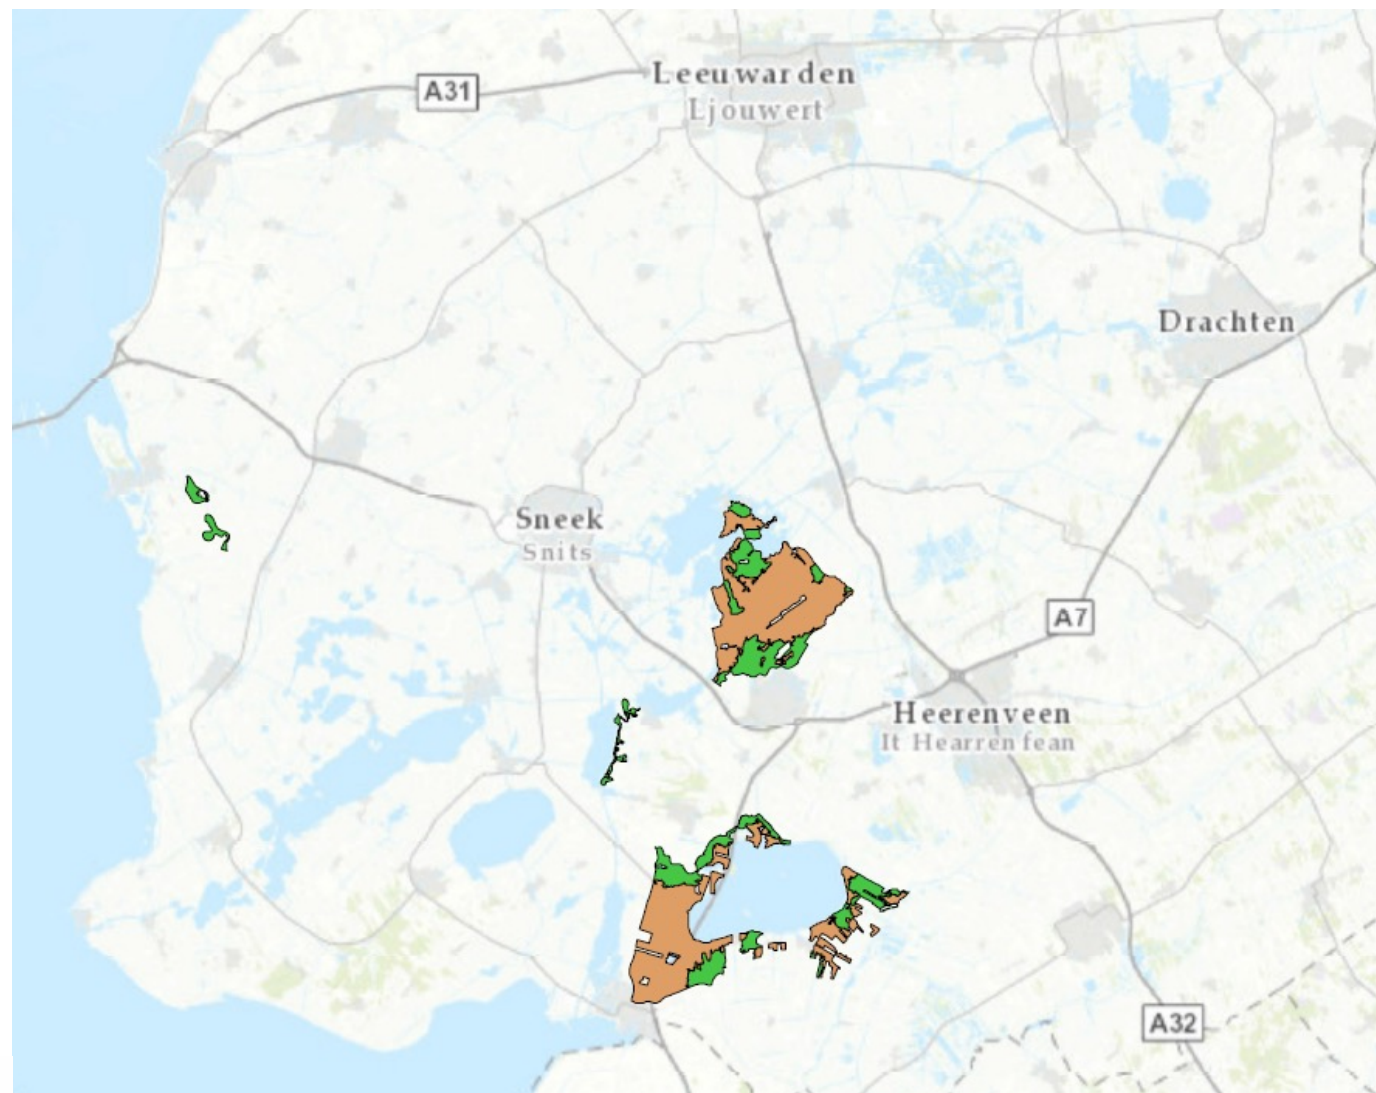 Leeuwarden
Ljouwert
A31
Drachten
Sneek
Snits
A7
Heerenveen
It Hearrenfean
A32